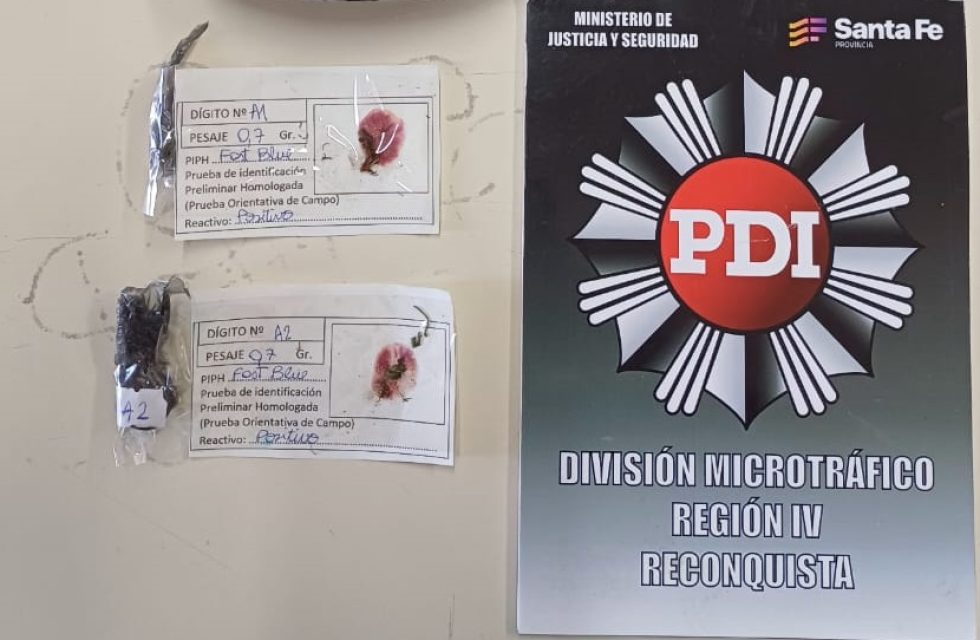 DÍGITO Nº A1
PESAJE 0,7 Gr.
PIPH Fast Blue
Prueba de identificación
Preliminar Homologada
(Prueba Orientativa de Campo)
Reactivo: Positivo
A2
DÍGITO Nº A2
PESAJE 0,7 Gr.
PIPH Fast Blue
Prueba de identificación
Preliminar Homologada
(Prueba Orientativa de Campo)
Reactivo: Positivo
MINISTERIO DE
JUSTICIA Y SEGURIDAD
Santa Fe
PROVINCIA
PDI
DIVISIÓN MICROTRÁFICO
REGIÓN IV
RECONQUISTA